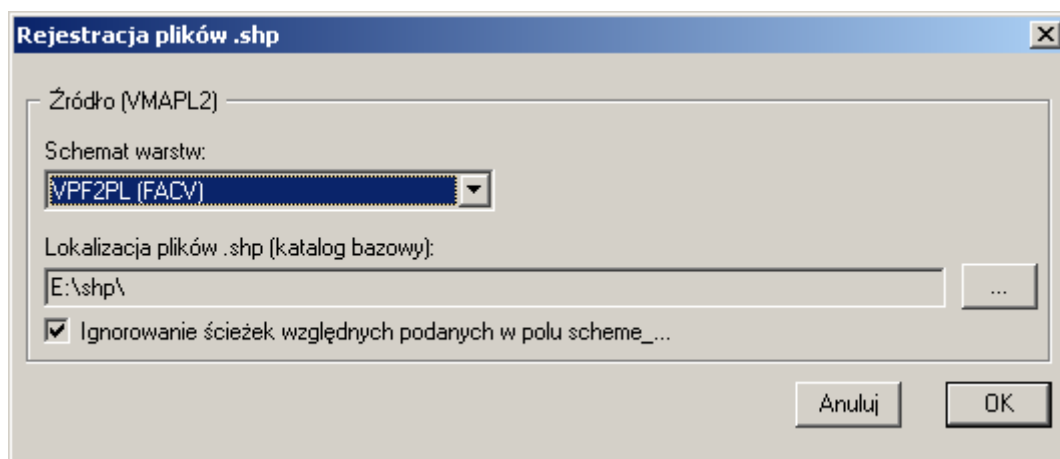 Rejestracja plików .shp
Źródło (VMAPL2)
Schemat warstw:
VPF2PL (FACV)
Lokalizacja plików .shp (katalog bazowy):
E:\shp\
...
Ignorowanie ścieżek względnych podanych w polu scheme_...
Anuluj
OK